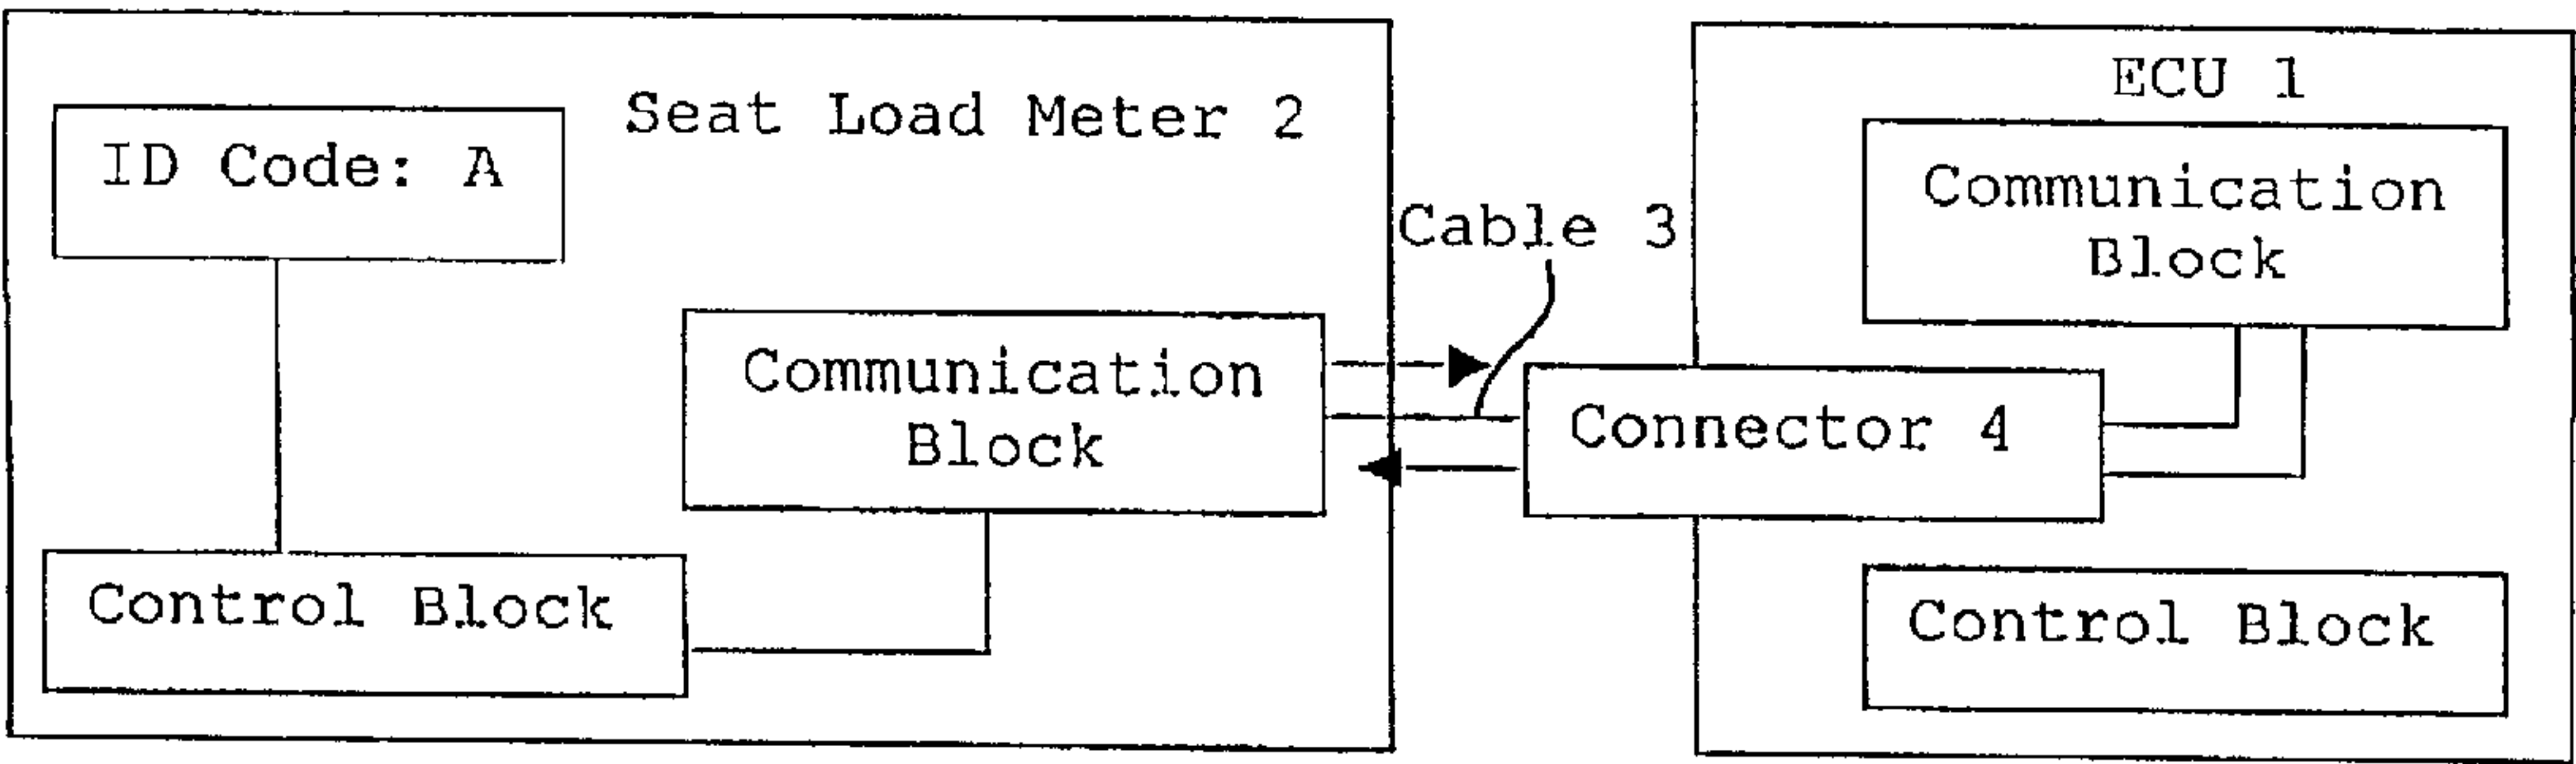 Seat Load Meter 2
ID Code: A
Communication
Block
Control Block
Cable 3
ECU 1
Communication
Block
Connector 4
Control Block